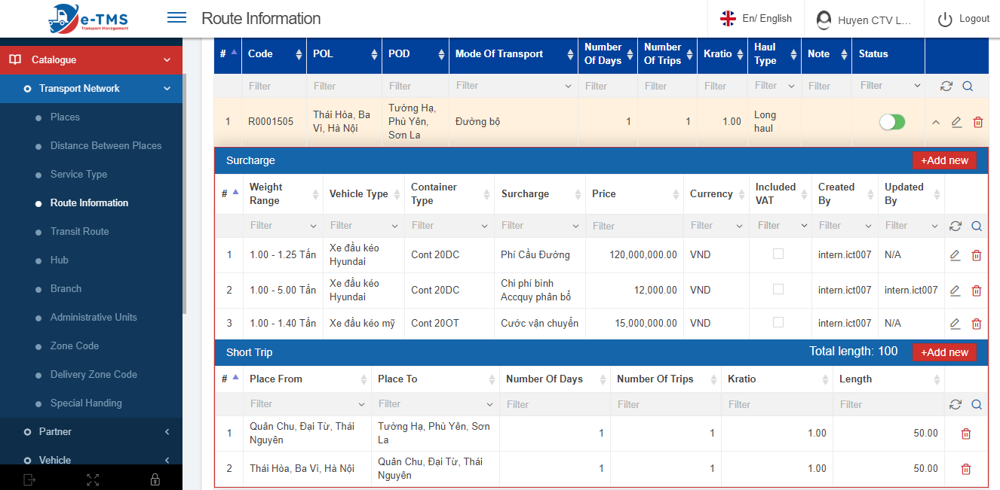 e-TMS
Transport Management
Route Information
En/ English
Huyen CTV L...
Logout
Catalogue
Transport Network
Places
Distance Between Places
Service Type
Route Information
Transit Route
Hub
Branch
Administrative Units
Zone Code
Delivery Zone Code
Special Handing
Partner
Vehicle
# Code POL POD Mode Of Transport Number Of Days Number Of Trips Kratio Haul Type Note Status
Filter Filter Filter Filter Filter Filter Filter Filter Filter Filter
1 R0001505 Thái Hòa, Ba Vì, Hà Nội Tường Hạ, Phù Yên, Sơn La Đường bộ 1 1 1.00 Long haul
Surcharge +Add new
# Weight Range Vehicle Type Container Type Surcharge Price Currency Included VAT Created By Updated By
Filter Filter Filter Filter Filter Filter Filter Filter Filter
1 1.00 - 1.25 Tấn Xe đầu kéo Hyundai Cont 20DC Phí Cầu Đường 120,000,000.00 VND intern.ict007 N/A
2 1.00 - 5.00 Tấn Xe đầu kéo Hyundai Cont 20DC Chi phí bình Accquy phân bổ 12,000.00 VND intern.ict007 intern.ict007
3 1.00 - 1.40 Tấn Xe đầu kéo mỹ Cont 20OT Cước vận chuyển 15,000,000.00 VND intern.ict007 N/A
Short Trip Total length: 100 +Add new
# Place From Place To Number Of Days Number Of Trips Kratio Length
Filter Filter Filter Filter Filter Filter
1 Quân Chu, Đại Từ, Thái Nguyên Tường Hạ, Phù Yên, Sơn La 1 1 1.00 50.00
2 Thái Hòa, Ba Vì, Hà Nội Quân Chu, Đại Từ, Thái Nguyên 1 1 1.00 50.00